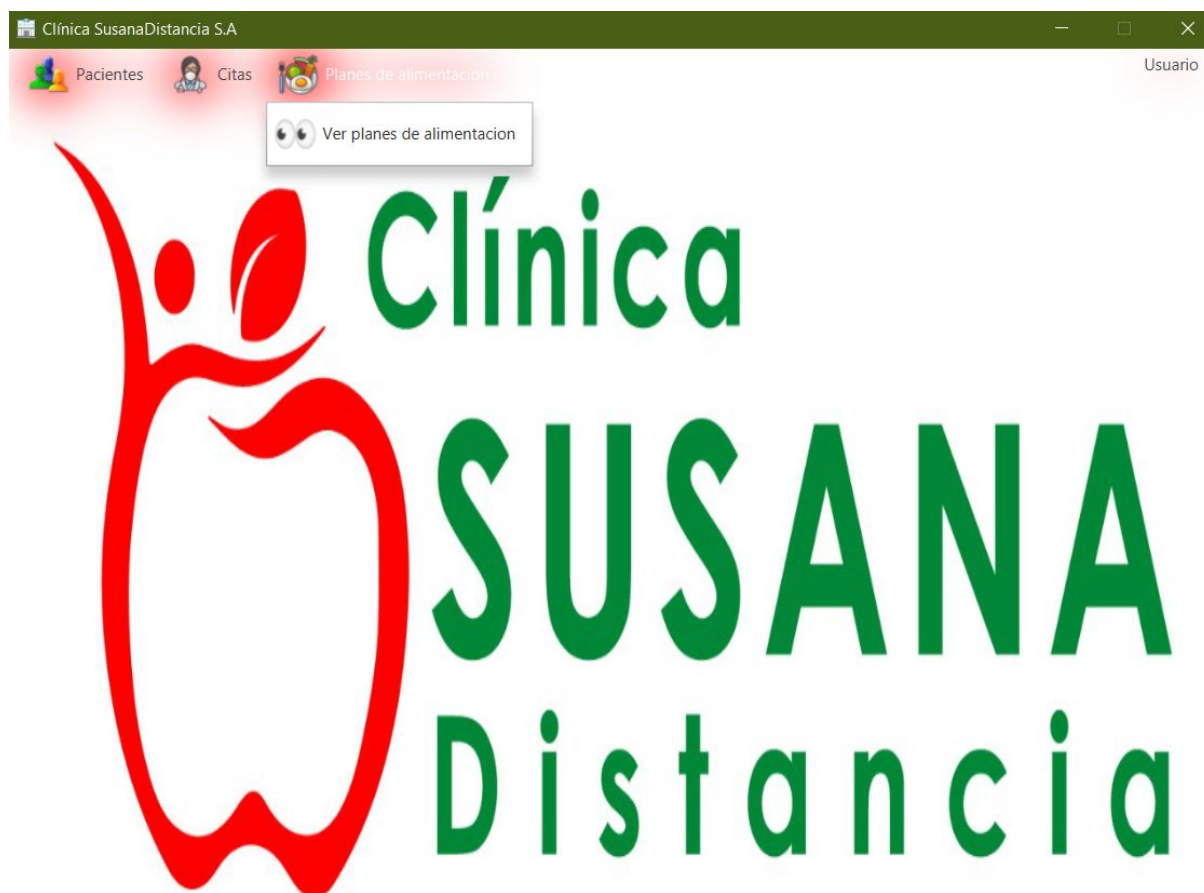 Clínica SusanaDistancia S.A
Pacientes Citas Planes de alimentacion Usuario
Ver planes de alimentacion
Clínica
SUSANA
Distancia